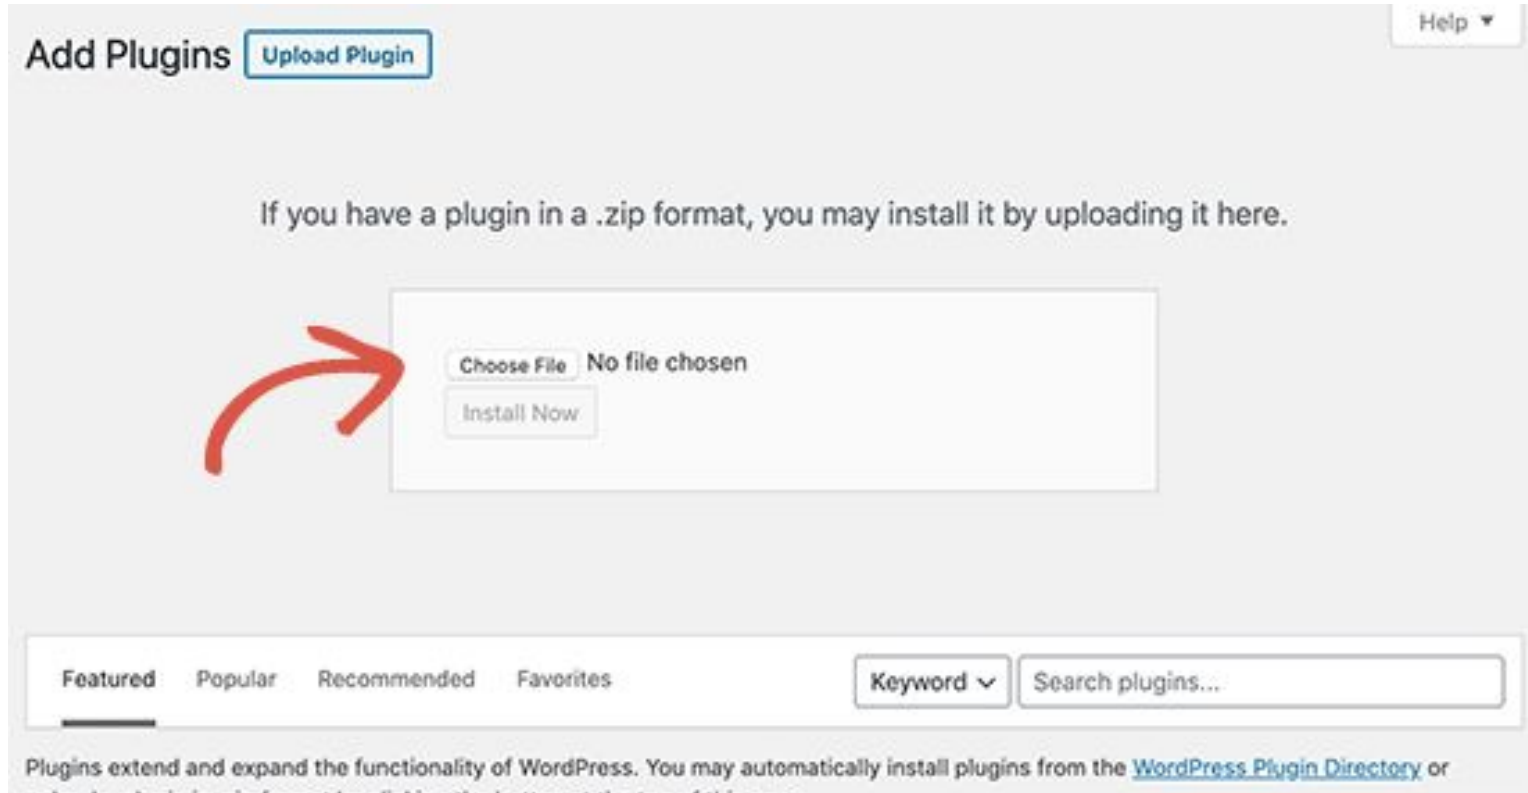 Help ▼
Add Plugins Upload Plugin
If you have a plugin in a .zip format, you may install it by uploading it here.
Choose File No file chosen
Install Now
Featured Popular Recommended Favorites Keyword Search plugins...
Plugins extend and expand the functionality of WordPress. You may automatically install plugins from the WordPress Plugin Directory or